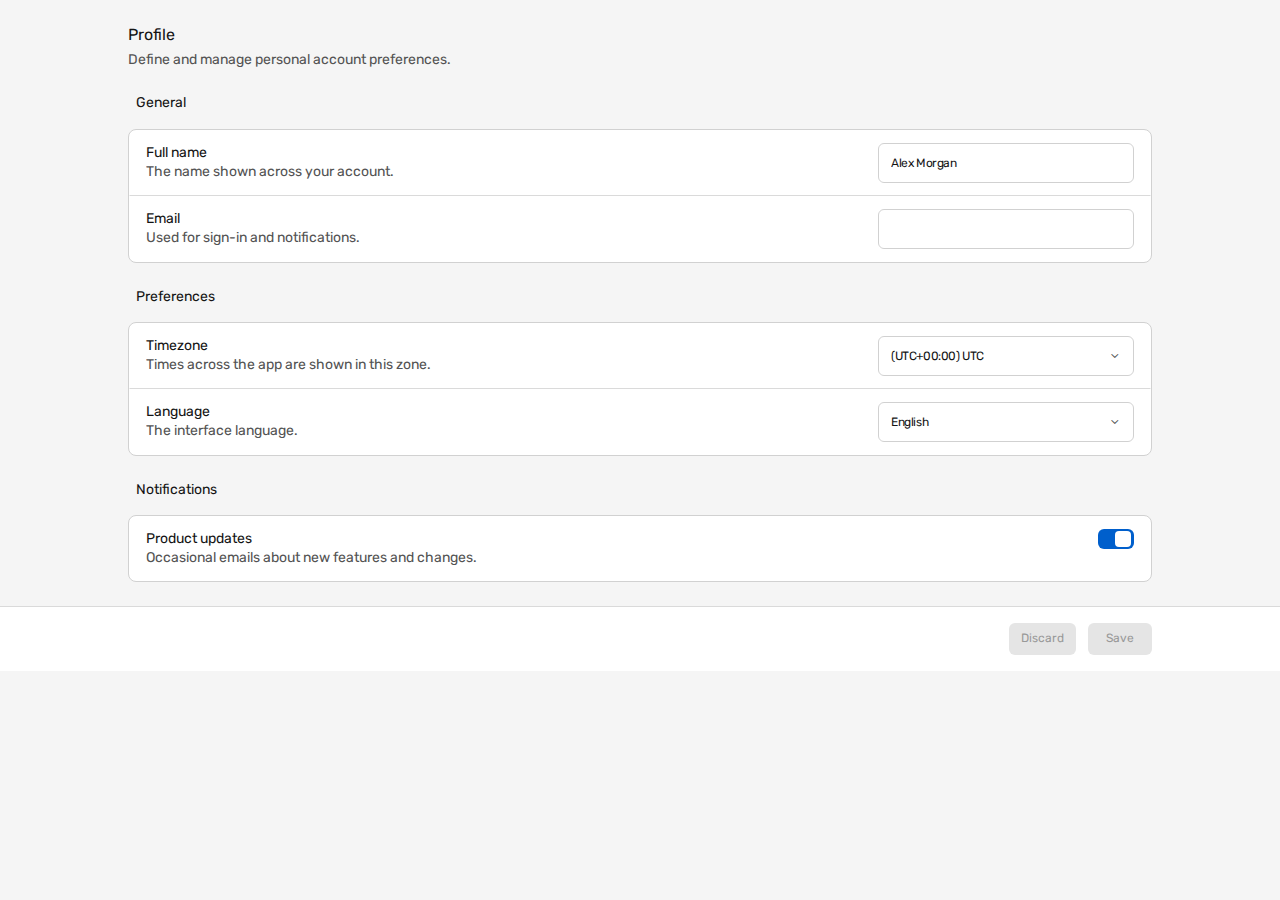 Profile
Define and manage personal account preferences.
General
Full name
The name shown across your account.
Alex Morgan
Email
Used for sign-in and notifications.
Preferences
Timezone
Times across the app are shown in this zone.
(UTC+00:00) UTC
Language
The interface language.
English
Notifications
Product updates
Occasional emails about new features and changes.
Discard
Save